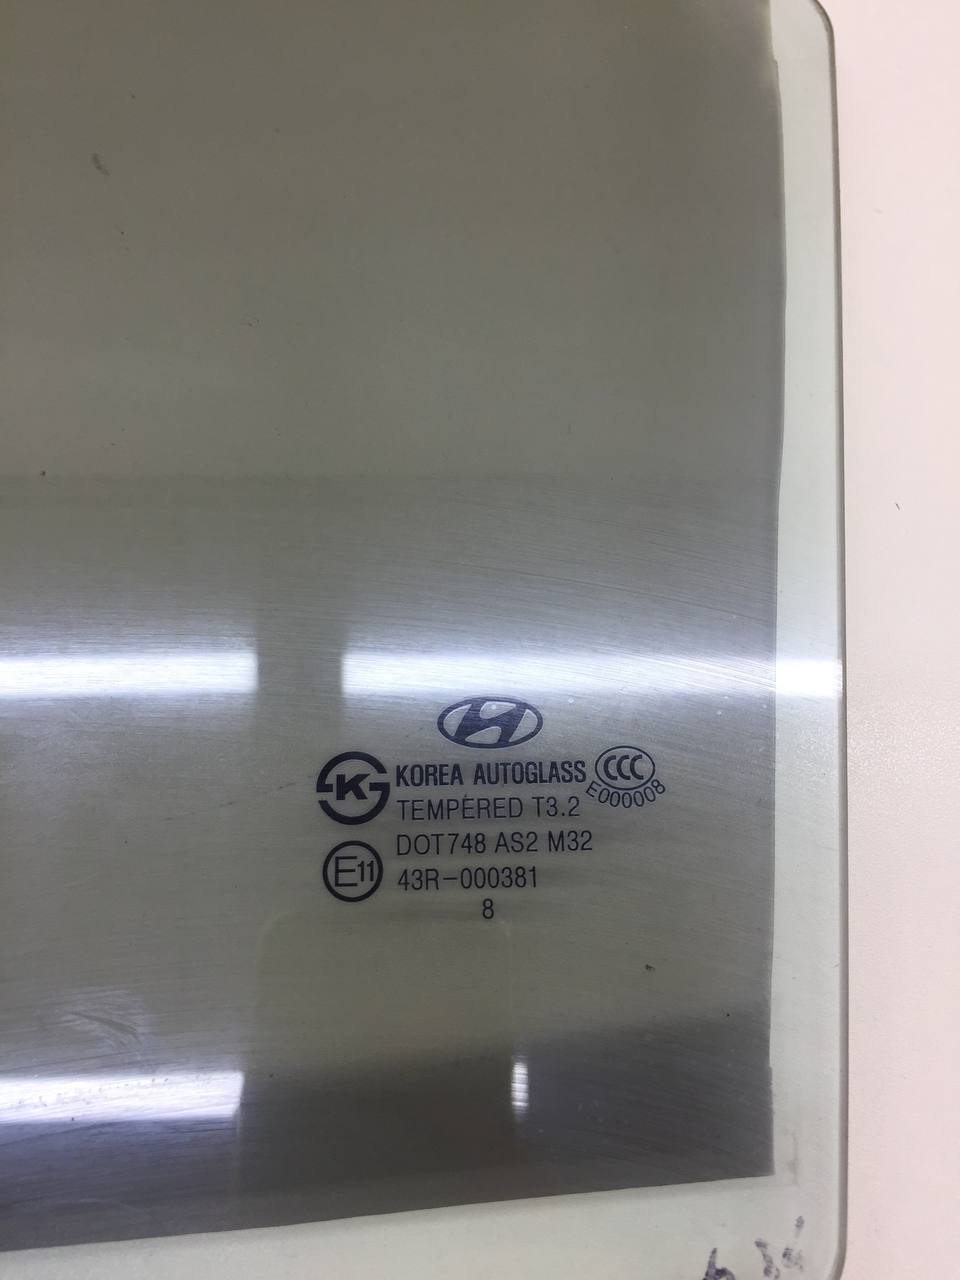 KOREA AUTOGLASS
CCC
E000008
TEMPERED T3.2
DOT748 AS2 M32
E11
43R-000381
8